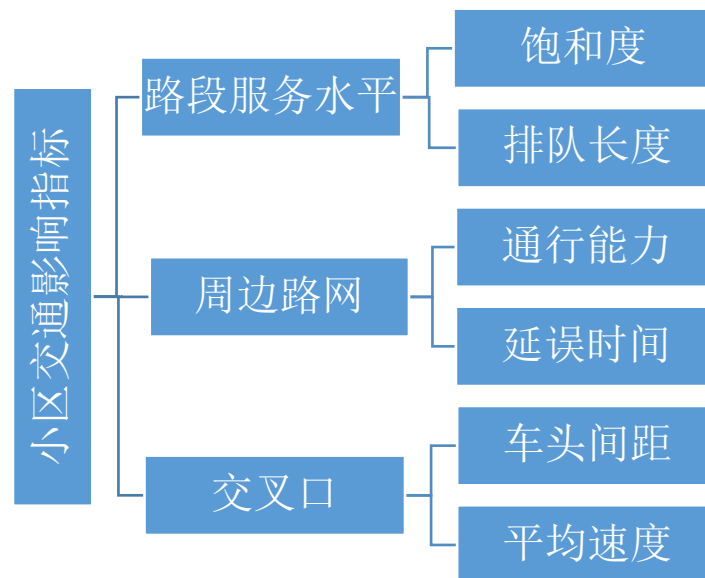 小区交通影响指标
路段服务水平
饱和度
排队长度
周边路网
通行能力
延误时间
交叉口
车头间距
平均速度